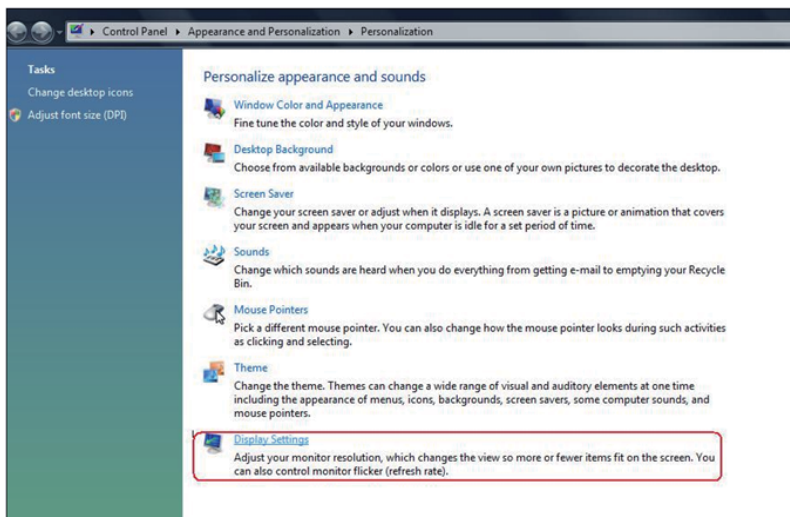 Control Panel ▸ Appearance and Personalization ▸ Personalization
Tasks
Change desktop icons
Adjust font size (DPI)
Personalize appearance and sounds
Window Color and Appearance
Fine tune the color and style of your windows.
Desktop Background
Choose from available backgrounds or colors or use one of your own pictures to decorate the desktop.
Screen Saver
Change your screen saver or adjust when it displays. A screen saver is a picture or animation that covers
your screen and appears when your computer is idle for a set period of time.
Sounds
Change which sounds are heard when you do everything from getting e-mail to emptying your Recycle
Bin.
Mouse Pointers
Pick a different mouse pointer. You can also change how the mouse pointer looks during such activities
as clicking and selecting.
Theme
Change the theme. Themes can change a wide range of visual and auditory elements at one time
including the appearance of menus, icons, backgrounds, screen savers, some computer sounds, and
mouse pointers.
Display Settings
Adjust your monitor resolution, which changes the view so more or fewer items fit on the screen. You
can also control monitor flicker (refresh rate).